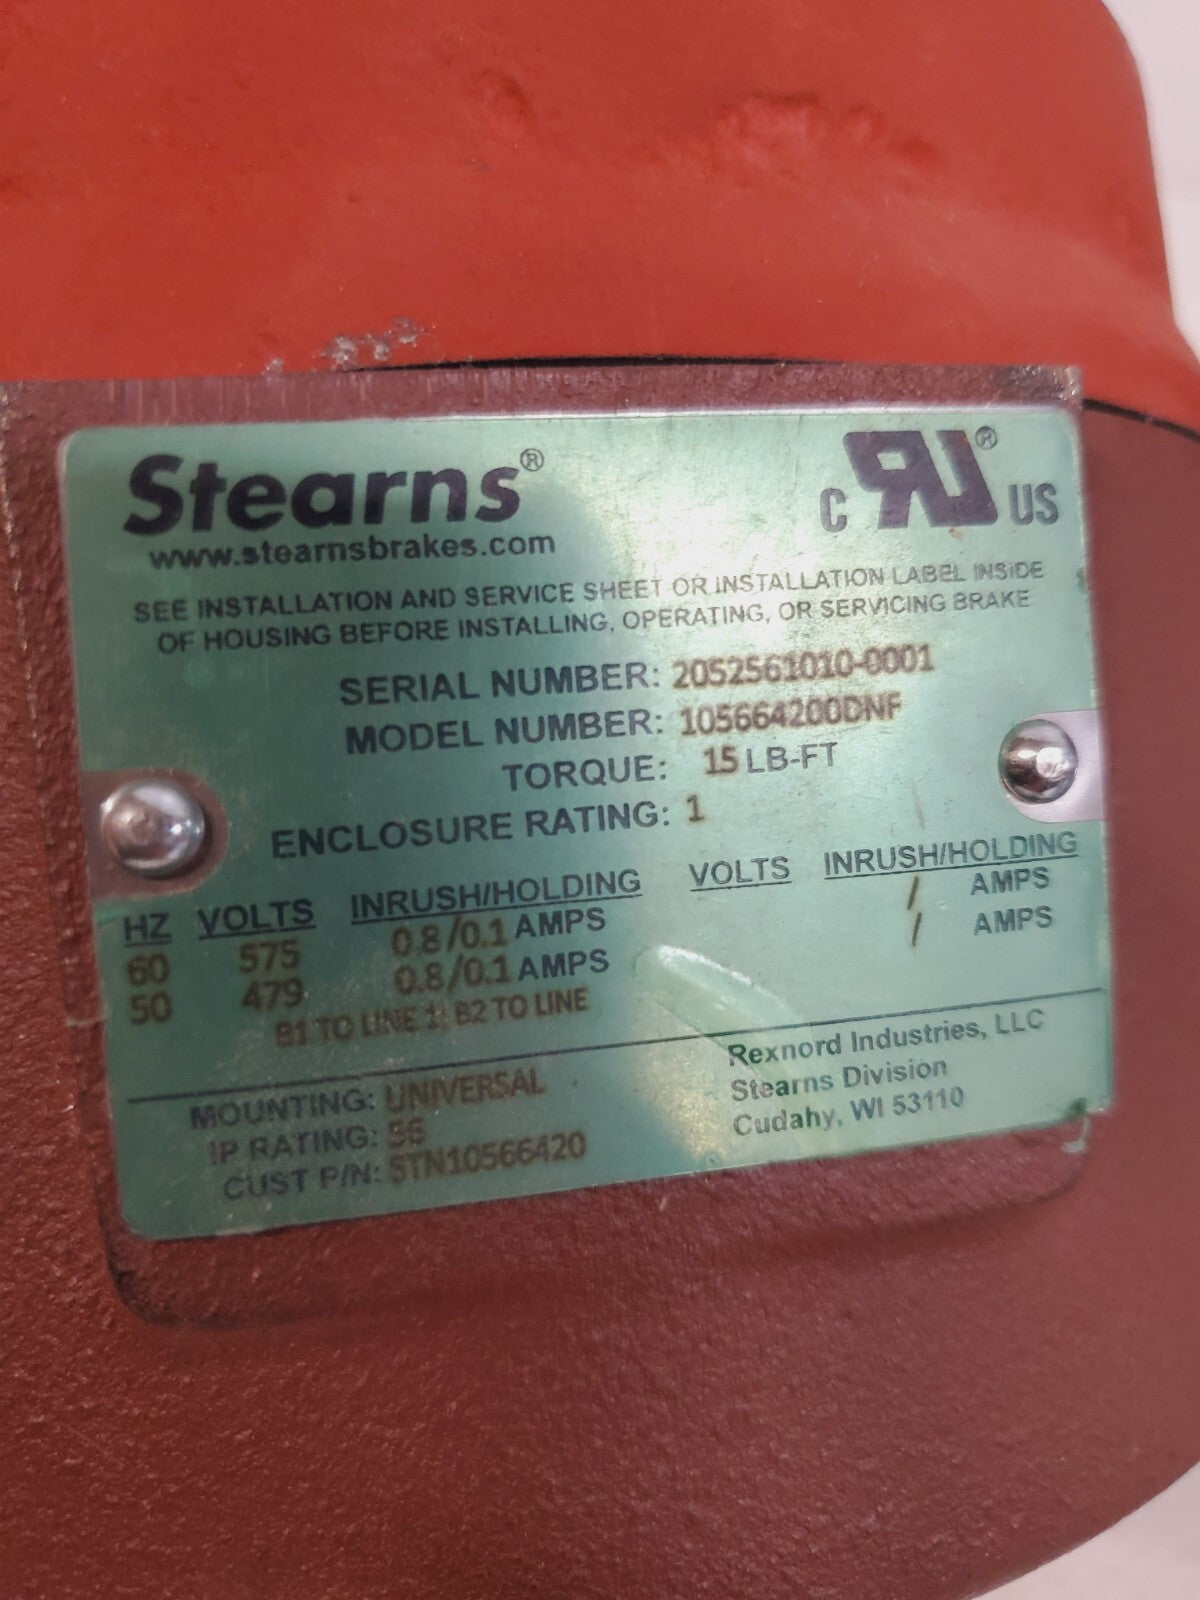 Stearns®
www.stearnsbrakes.com
C RU® US
SEE INSTALLATION AND SERVICE SHEET OR INSTALLATION LABEL INSIDE
OF HOUSING BEFORE INSTALLING, OPERATING, OR SERVICING BRAKE
SERIAL NUMBER: 2052561010-0001
MODEL NUMBER: 105664200DNF
TORQUE: 15 LB-FT
ENCLOSURE RATING: 1
HZ VOLTS INRUSH/HOLDING VOLTS INRUSH/HOLDING
60 575 0.8/0.1 AMPS / AMPS
50 479 0.8/0.1 AMPS / AMPS
B1 TO LINE 1; B2 TO LINE
MOUNTING: UNIVERSAL
IP RATING: 56
CUST P/N: STN10566420
Rexnord Industries, LLC
Stearns Division
Cudahy, WI 53110